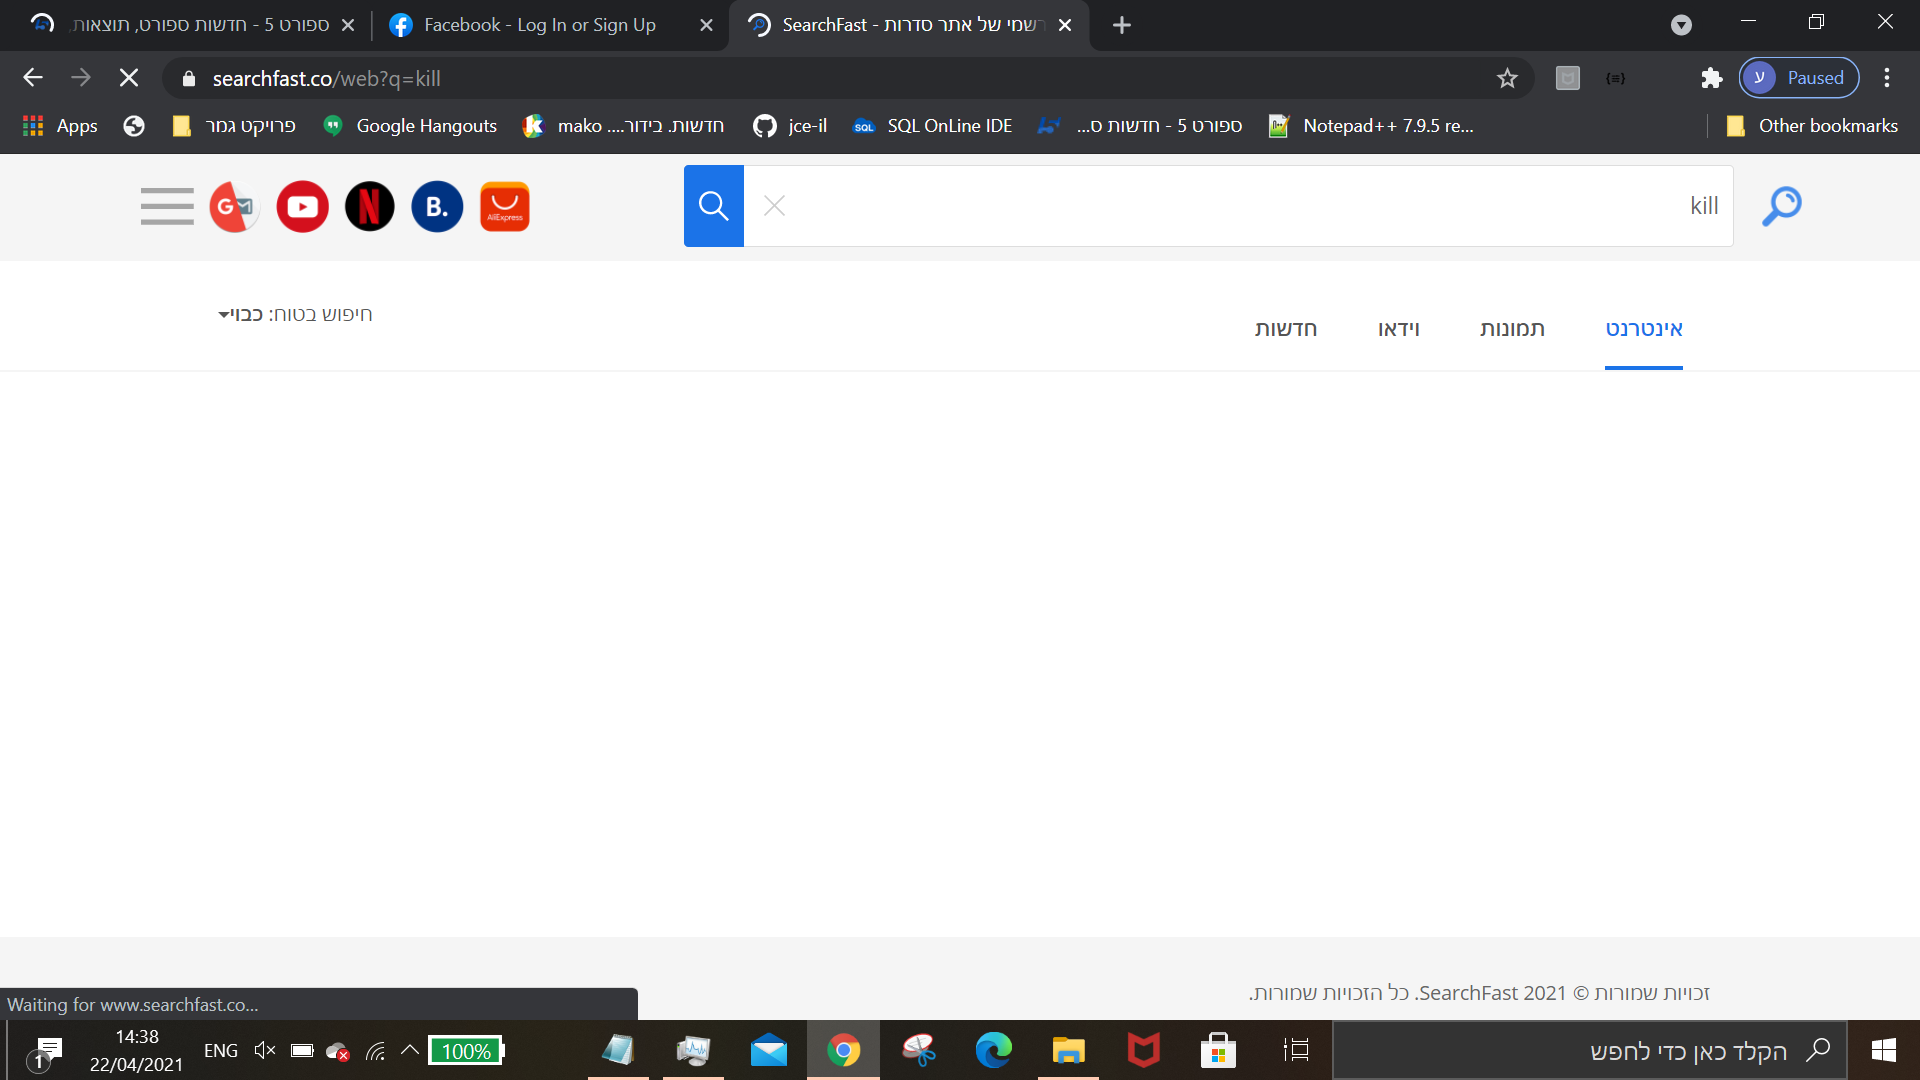 ספורט 5 - חדשות ספורט, תוצאות,
Facebook - Log In or Sign Up
SearchFast - רשמי של אתר סדרות
searchfast.co/web?q=kill
ע
Paused
Apps
פרויקט גמר
Google Hangouts
mako ....חדשות. בידור
jce-il
SQL OnLine IDE
ספורט 5 - חדשות ס...
Notepad++ 7.9.5 re...
Other bookmarks
G
N
B.
AliExpress
kill
חיפוש בטוח: כבוי
אינטרנט
תמונות
וידאו
חדשות
זכויות שמורות © 2021 SearchFast. כל הזכויות שמורות.
Waiting for www.searchfast.co...
1
14:38
22/04/2021
ENG
100%
הקלד כאן כדי לחפש